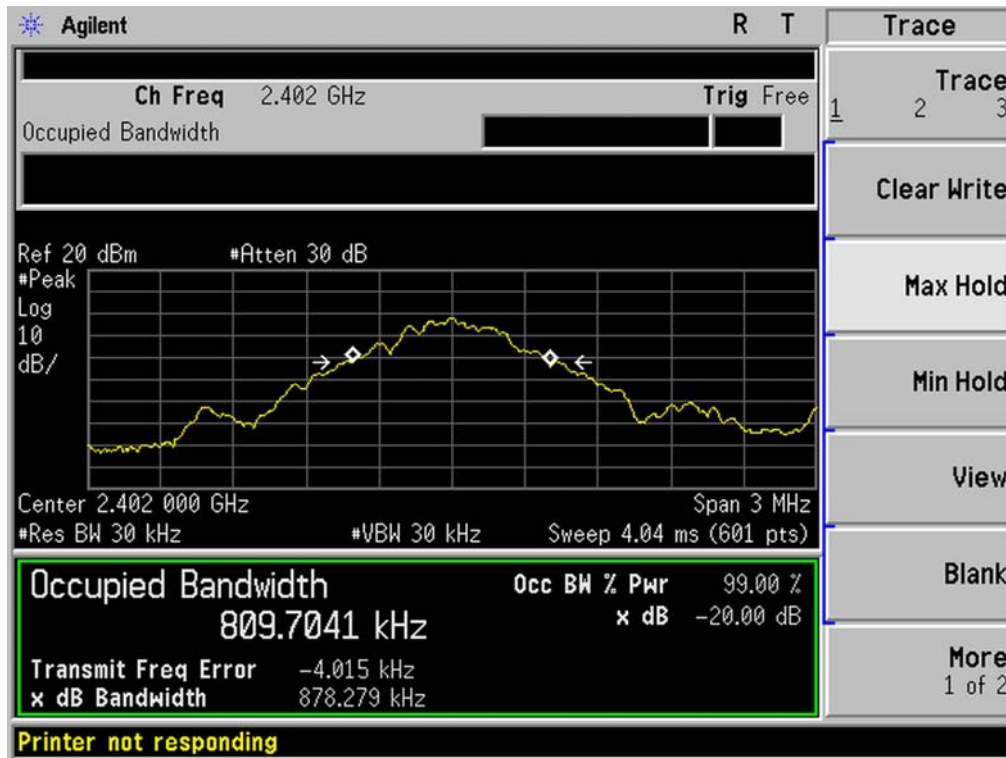 Agilent R T Trace
Ch Freq 2.402 GHz Trig Free
Occupied Bandwidth
Trace
1 2 3
Clear Write
Max Hold
Min Hold
View
Blank
More
1 of 2
Ref 20 dBm #Atten 30 dB
#Peak
Log
10
dB/
Center 2.402 000 GHz Span 3 MHz
#Res BW 30 kHz #VBW 30 kHz Sweep 4.04 ms (601 pts)
Occupied Bandwidth Occ BW % Pwr 99.00 %
809.7041 kHz x dB -20.00 dB
Transmit Freq Error -4.015 kHz
x dB Bandwidth 878.279 kHz
Printer not responding